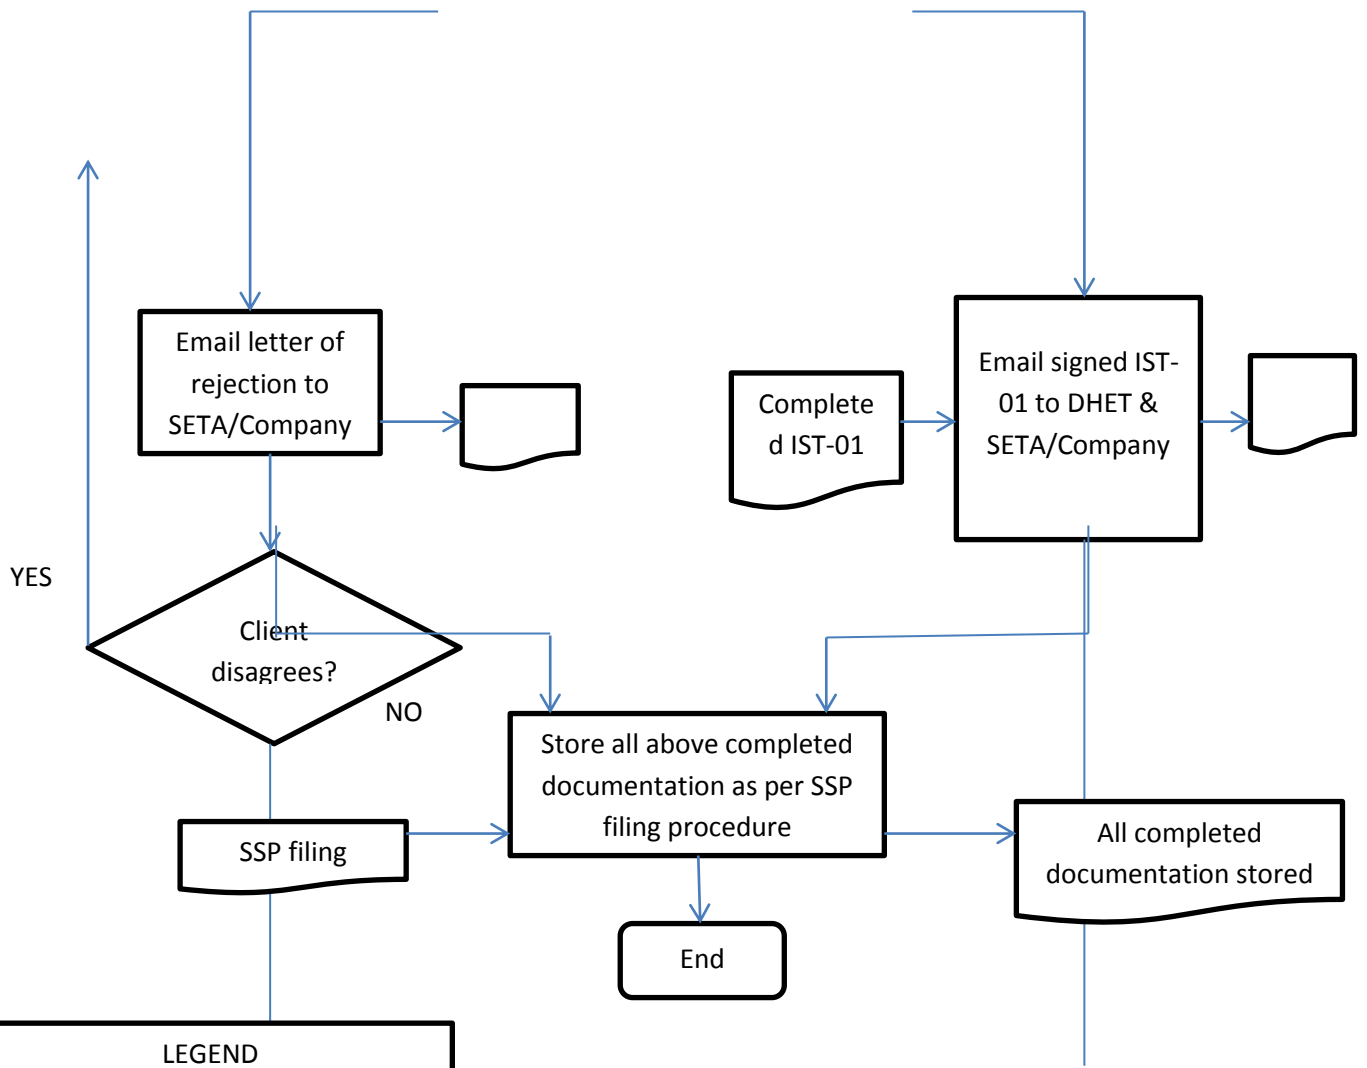 Email letter of
rejection to
SETA/Company
Complete
d IST-01
Email signed IST-
01 to DHET &
SETA/Company
YES
Client
disagrees?
NO
Store all above completed
documentation as per SSP
filing procedure
SSP filing
All completed
documentation stored
End
LEGEND